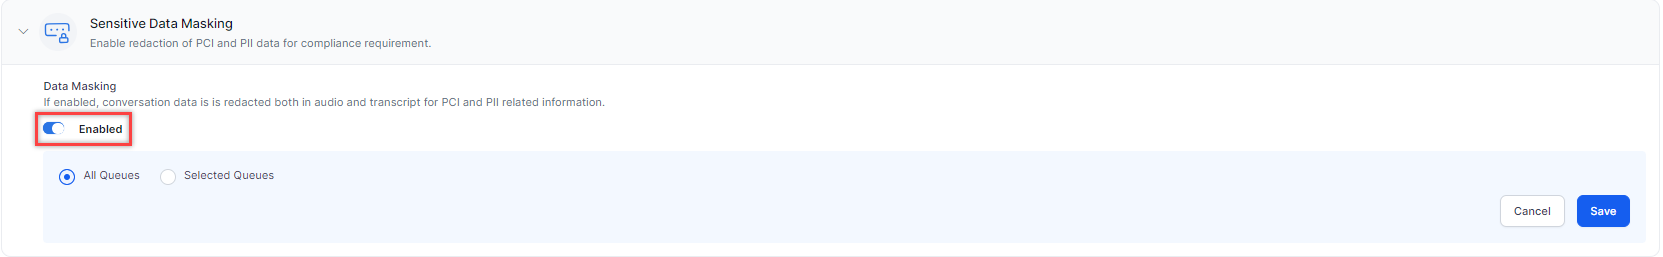 Sensitive Data Masking
Enable redaction of PCI and PII data for compliance requirement.
Data Masking
If enabled, conversation data is is redacted both in audio and transcript for PCI and PII related information.
Enabled
All Queues Selected Queues
Cancel Save